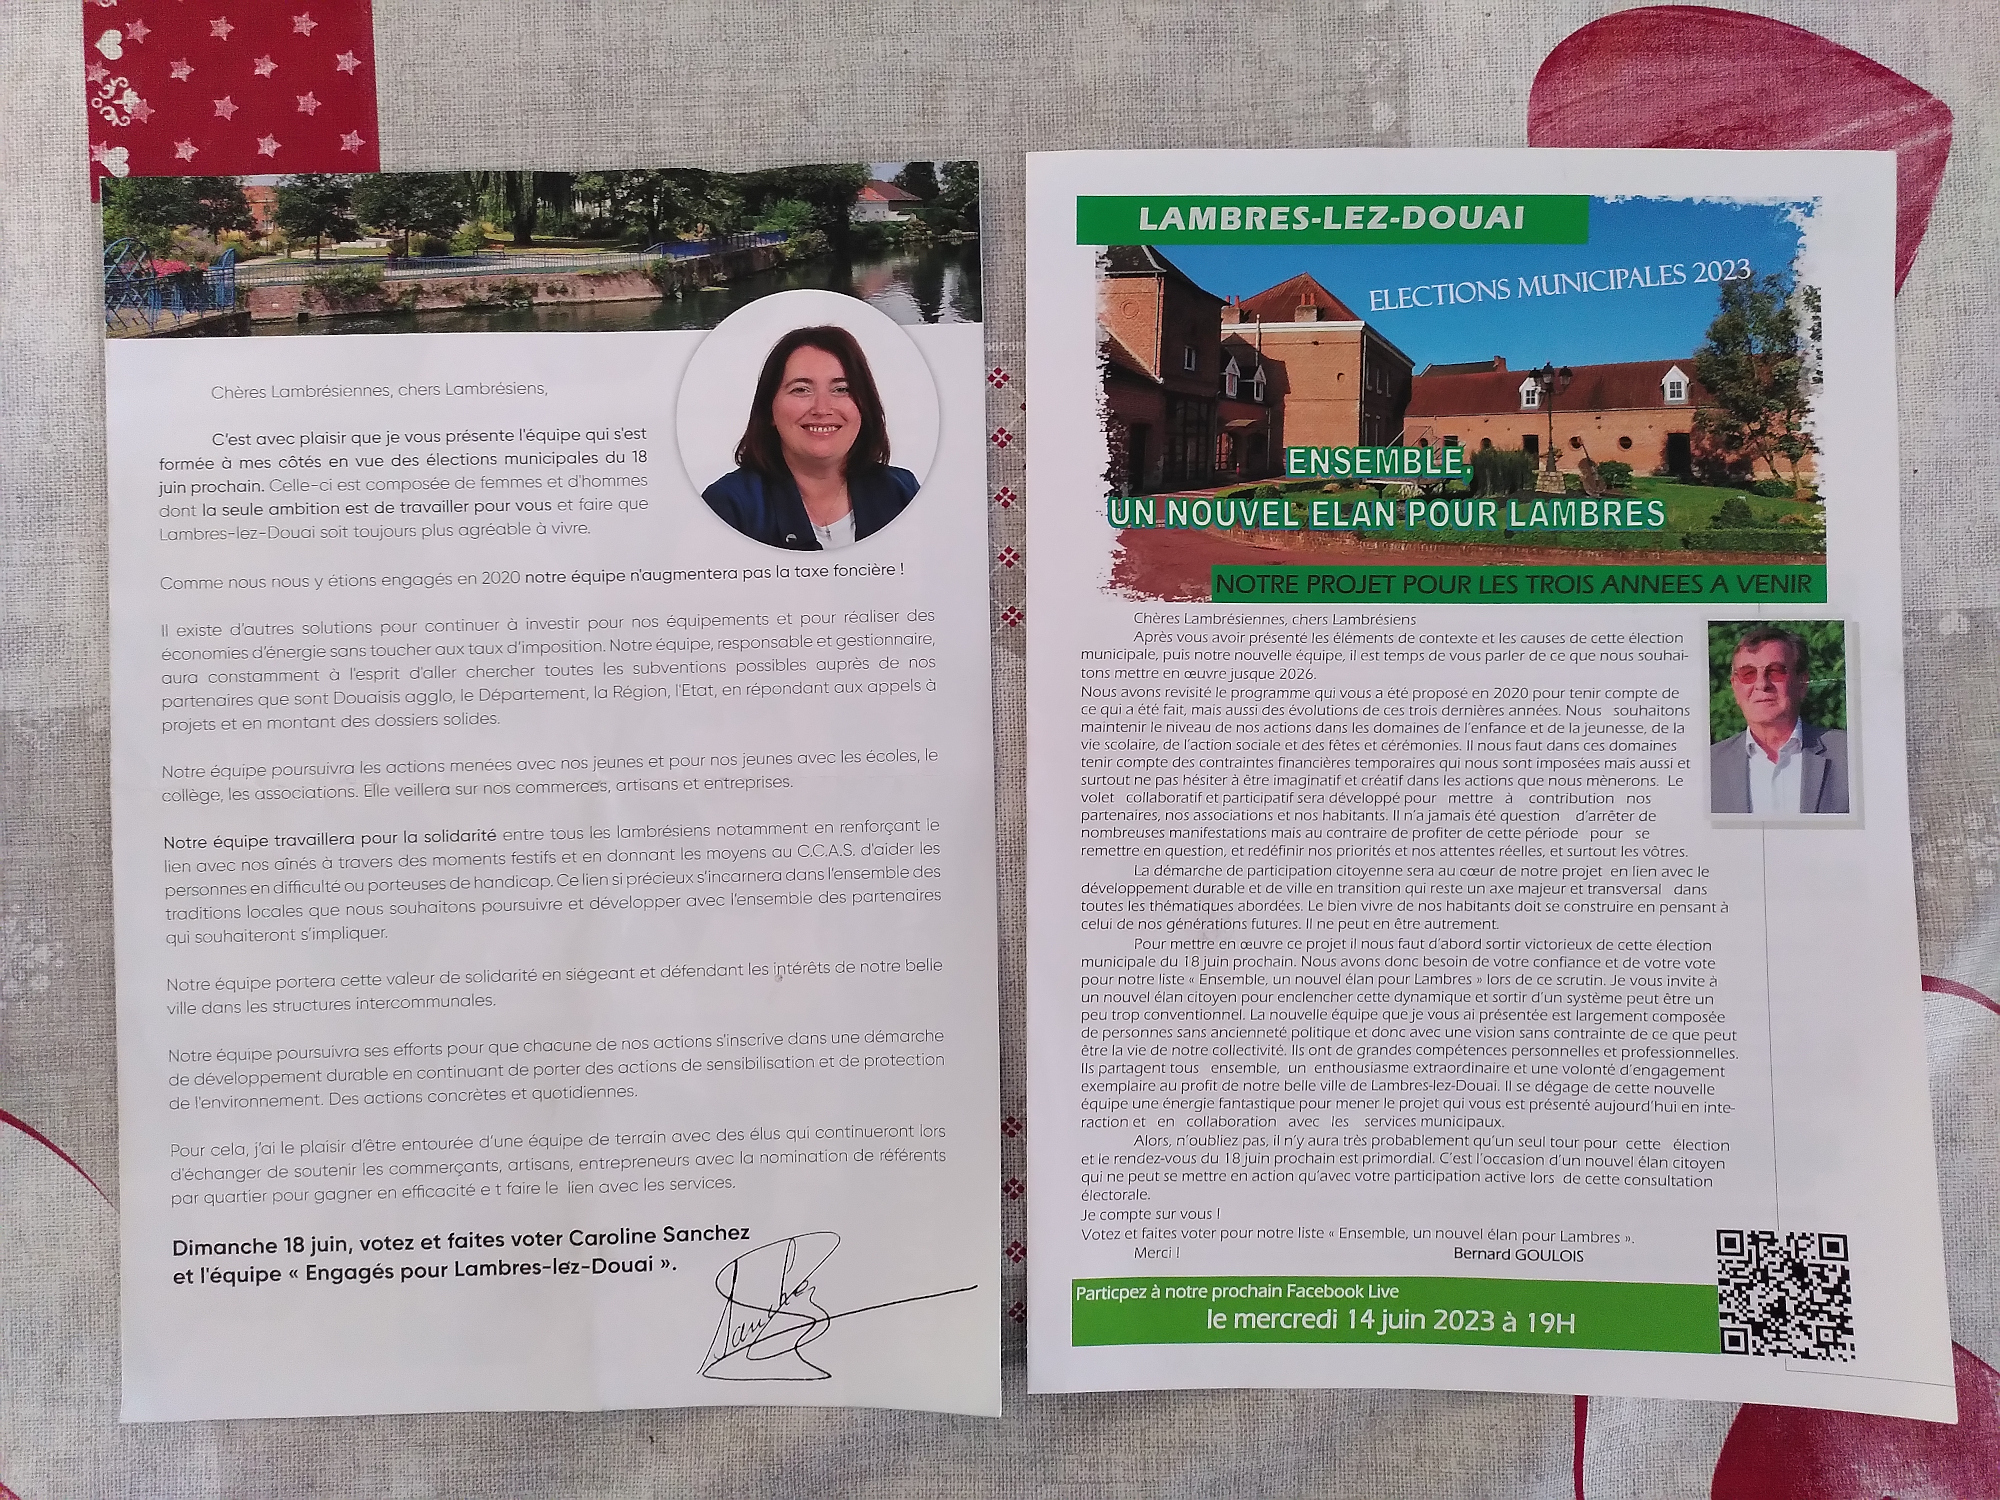 Chères Lambrésiennes, chers Lambrésiens,
C'est avec plaisir que je vous présente l'équipe qui s'est
formée à mes côtés en vue des élections municipales du 18
juin prochain. Celle-ci est composée de femmes et d'hommes
dont la seule ambition est de travailler pour vous et faire que
Lambres-lez-Douai soit toujours plus agréable à vivre.
Comme nous nous y étions engagés en 2020 notre équipe n'augmentera pas la taxe foncière !
Il existe d'autres solutions pour continuer à investir pour nos équipements et pour réaliser des
économies d'énergie sans toucher aux taux d'imposition. Notre équipe, responsable et gestionnaire,
aura constamment à l'esprit d'aller chercher toutes les subventions possibles auprès de nos
partenaires que sont Douaisis agglo, le Département, la Région, l'Etat, en répondant aux appels à
projets et en montant des dossiers solides.
Notre équipe poursuivra les actions menées avec nos jeunes et pour nos jeunes avec les écoles, le
collège, les associations. Elle veillera sur nos commerces, artisans et entreprises.
Notre équipe travaillera pour la solidarité entre tous les lambrésiens notamment en renforçant le
lien avec nos aînés à travers des moments festifs et en donnant les moyens au C.C.A.S. d'aider les
personnes en difficulté ou porteuses de handicap. Ce lien si précieux s'incarnera dans l'ensemble des
traditions locales que nous souhaitons poursuivre et développer avec l'ensemble des partenaires
qui souhaiteront s'impliquer.
Notre équipe portera cette valeur de solidarité en siégeant et défendant les intérêts de notre belle
ville dans les structures intercommunales.
Notre équipe poursuivra ses efforts pour que chacune de nos actions s'inscrive dans une démarche
de développement durable en continuant de porter des actions de sensibilisation et de protection
de l'environnement. Des actions concrètes et quotidiennes.
Pour cela, j'ai le plaisir d'être entourée d'une équipe de terrain avec des élus qui continueront lors
d'échanger de soutenir les commerçants, artisans, entrepreneurs avec la nomination de référents
par quartier pour gagner en efficacité e t faire le lien avec les services.
Dimanche 18 juin, votez et faites voter Caroline Sanchez
et l'équipe « Engagés pour Lambres-lez-Douai ».
Sanchez
LAMBRES-LEZ-DOUAI
ELECTIONS MUNICIPALES 2023
ENSEMBLE,
UN NOUVEL ELAN POUR LAMBRES
NOTRE PROJET POUR LES TROIS ANNEES A VENIR
Chères Lambrésiennes, chers Lambrésiens
Après vous avoir présenté les éléments de contexte et les causes de cette élection
municipale, puis notre nouvelle équipe, il est temps de vous parler de ce que nous souhai-
tons mettre en œuvre jusque 2026.
Nous avons revisité le programme qui vous a été proposé en 2020 pour tenir compte de
ce qui a été fait, mais aussi des évolutions de ces trois dernières années. Nous souhaitons
maintenir le niveau de nos actions dans les domaines de l'enfance et de la jeunesse, de la
vie scolaire, de l'action sociale et des fêtes et cérémonies. Il nous faut dans ces domaines
tenir compte des contraintes financières temporaires qui nous sont imposées mais aussi et
surtout ne pas hésiter à être imaginatif et créatif dans les actions que nous mènerons. Le
volet collaboratif et participatif sera développé pour mettre à contribution nos
partenaires, nos associations et nos habitants. Il n'a jamais été question d'arrêter de
nombreuses manifestations mais au contraire de profiter de cette période pour se
remettre en question, et redéfinir nos priorités et nos attentes réelles, et surtout les vôtres.
La démarche de participation citoyenne sera au cœur de notre projet en lien avec le
développement durable et de ville en transition qui reste un axe majeur et transversal dans
toutes les thématiques abordées. Le bien vivre de nos habitants doit se construire en pensant à
celui de nos générations futures. Il ne peut en être autrement.
Pour mettre en œuvre ce projet il nous faut d'abord sortir victorieux de cette élection
municipale du 18 juin prochain. Nous avons donc besoin de votre confiance et de votre vote
pour notre liste « Ensemble, un nouvel élan pour Lambres » lors de ce scrutin. Je vous invite à
un nouvel élan citoyen pour enclencher cette dynamique et sortir d'un système peut être un
peu trop conventionnel. La nouvelle équipe que je vous ai présentée est largement composée
de personnes sans ancienneté politique et donc avec une vision sans contrainte de ce que peut
être la vie de notre collectivité. Ils ont de grandes compétences personnelles et professionnelles.
Ils partagent tous ensemble, un enthousiasme extraordinaire et une volonté d'engagement
exemplaire au profit de notre belle ville de Lambres-lez-Douai. Il se dégage de cette nouvelle
équipe une énergie fantastique pour mener le projet qui vous est présenté aujourd'hui en inte-
raction et en collaboration avec les services municipaux.
Alors, n'oubliez pas, il n'y aura très probablement qu'un seul tour pour cette élection
et le rendez-vous du 18 juin prochain est primordial. C'est l'occasion d'un nouvel élan citoyen
qui ne peut se mettre en action qu'avec votre participation active lors de cette consultation
électorale.
Je compte sur vous !
Votez et faites voter pour notre liste « Ensemble, un nouvel élan pour Lambres ».
Merci ! Bernard GOULOIS
Particpez à notre prochain Facebook Live
le mercredi 14 juin 2023 à 19H